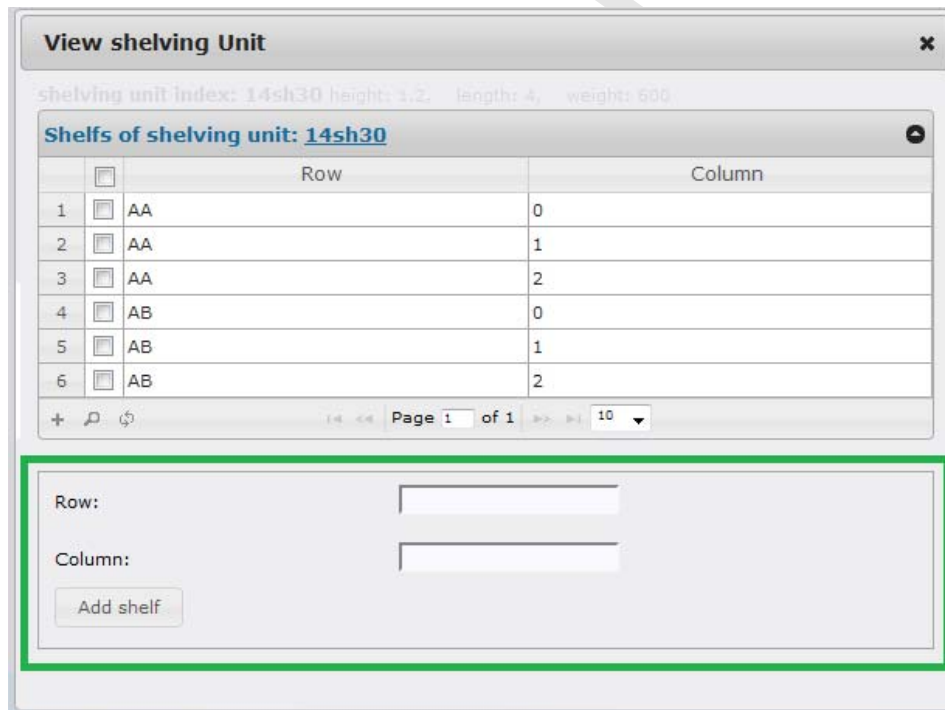 View shelving Unit
shelving unit index: 14sh30 height: 1.2, length: 4, weight: 600
Shelfs of shelving unit: 14sh30
Row Column
1 AA 0
2 AA 1
3 AA 2
4 AB 0
5 AB 1
6 AB 2
Page 1 of 1 10
Row:
Column:
Add shelf